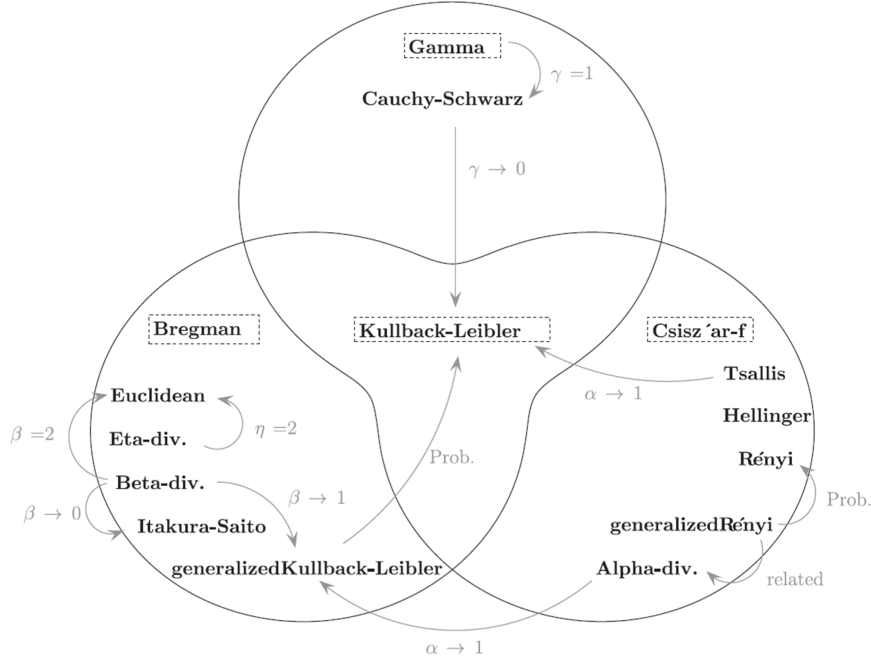 Gamma
γ =1
Cauchy-Schwarz
γ → 0
Bregman
Kullback-Leibler
Csisz ´ar-f
Tsallis
α → 1
Euclidean
Hellinger
β =2
Eta-div.
η =2
Prob.
Rényi
Beta-div.
β → 1
Prob.
β → 0
Itakura-Saito
generalizedRényi
generalizedKullback-Leibler
Alpha-div.
related
α → 1